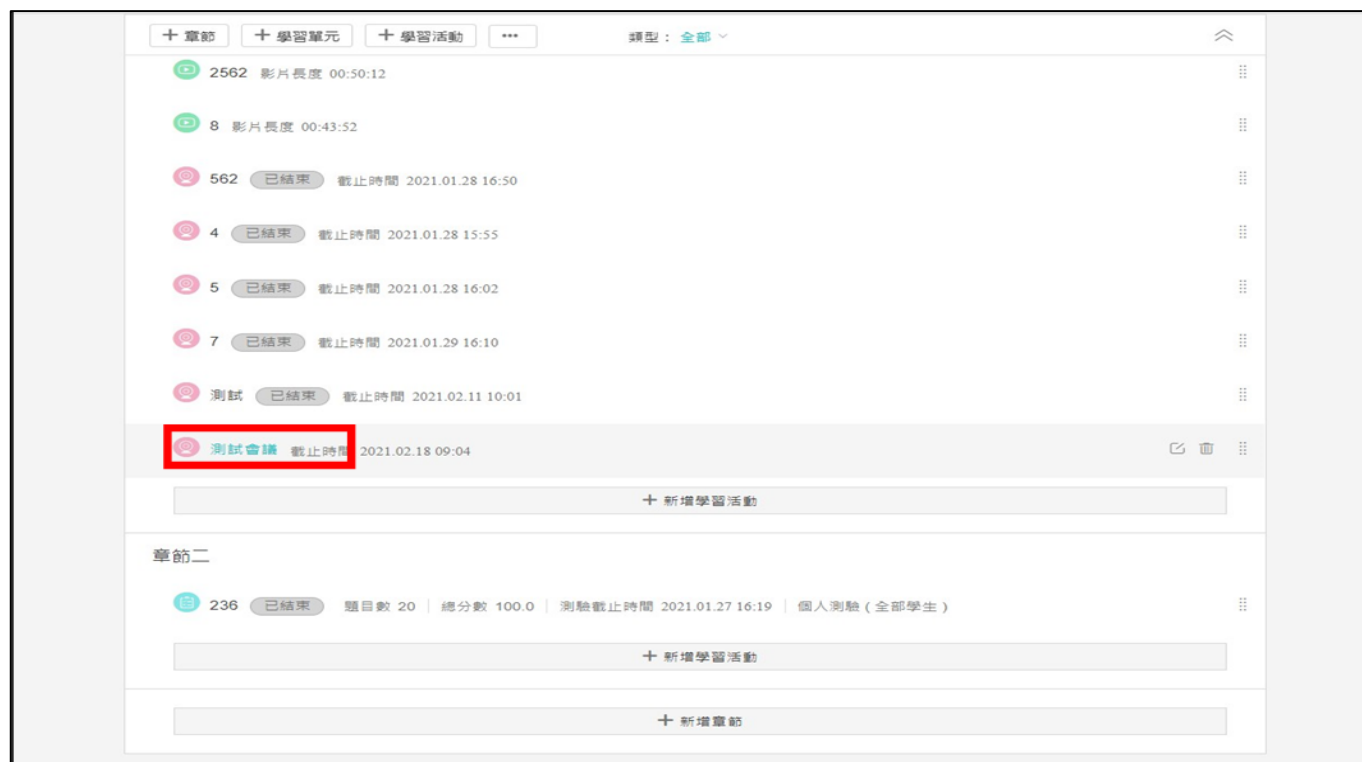 + 章節 + 學習單元 + 學習活動 ••• 類型： 全部
2562 影片長度 00:50:12
8 影片長度 00:43:52
562 已結束 截止時間 2021.01.28 16:50
4 已結束 截止時間 2021.01.28 15:55
5 已結束 截止時間 2021.01.28 16:02
7 已結束 截止時間 2021.01.29 16:10
測試 已結束 截止時間 2021.02.11 10:01
測試會議 截止時間 2021.02.18 09:04
+ 新增學習活動
章節二
236 已結束 題目數 20 | 總分數 100.0 | 測驗截止時間 2021.01.27 16:19 | 個人測驗 ( 全部學生 )
+ 新增學習活動
+ 新增章節